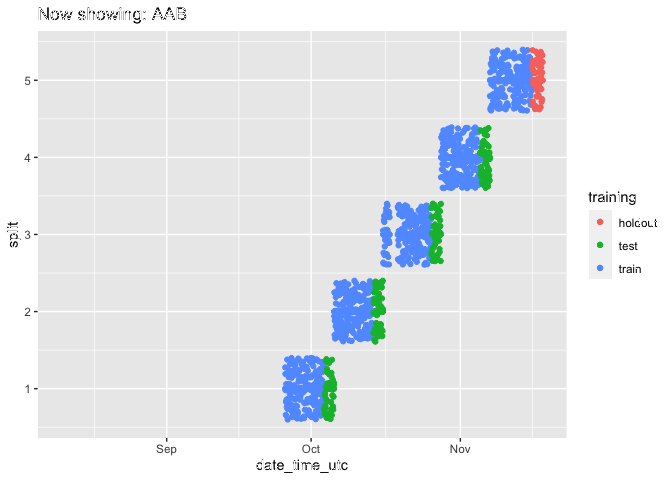 Now showing: AAB
5
4
3
2
1
split
Sep
Oct
Nov
date_time_utc
training
holdout
test
train